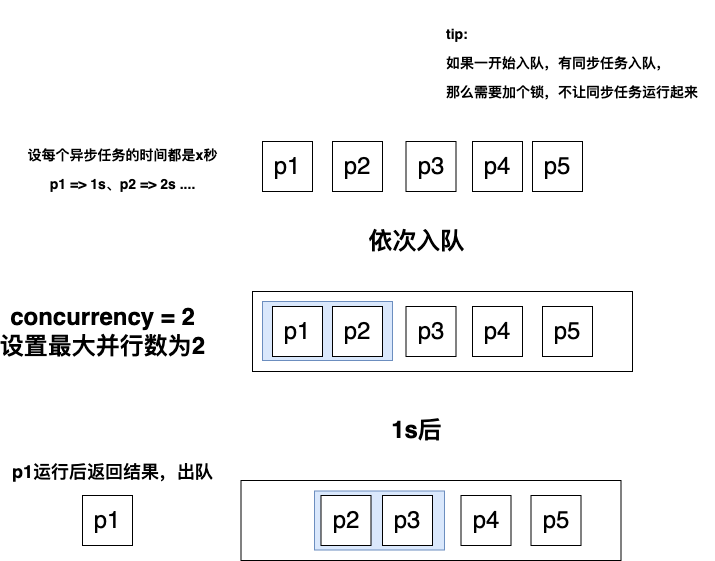 tip:
如果一开始入队，有同步任务入队，
那么需要加个锁，不让同步任务运行起来
设每个异步任务的时间都是x秒
p1 => 1s、p2 => 2s ....
p1 p2 p3 p4 p5
依次入队
concurrency = 2
设置最大并行数为2
p1 p2 p3 p4 p5
1s后
p1运行后返回结果，出队
p1
p2 p3 p4 p5